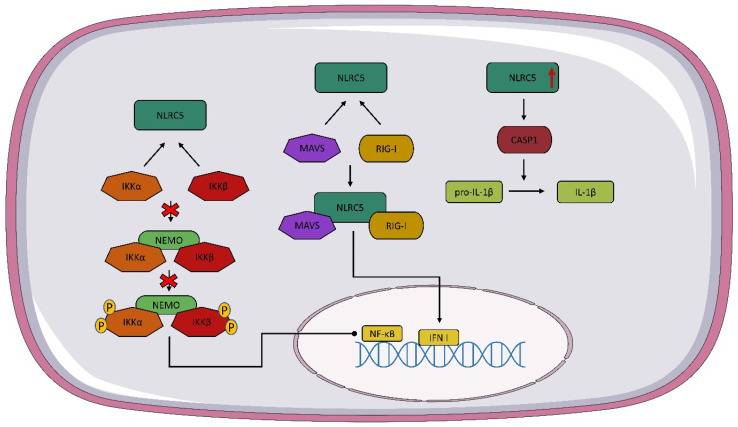 NLRC5
IKKα
IKKβ
NEMO
IKKα
IKKβ
NEMO
P
P
IKKα
IKKβ
P
P
NLRC5
MAVS
RIG-I
NLRC5
MAVS
RIG-I
NLRC5
CASP1
pro-IL-1β
IL-1β
NF-κB
IFN I